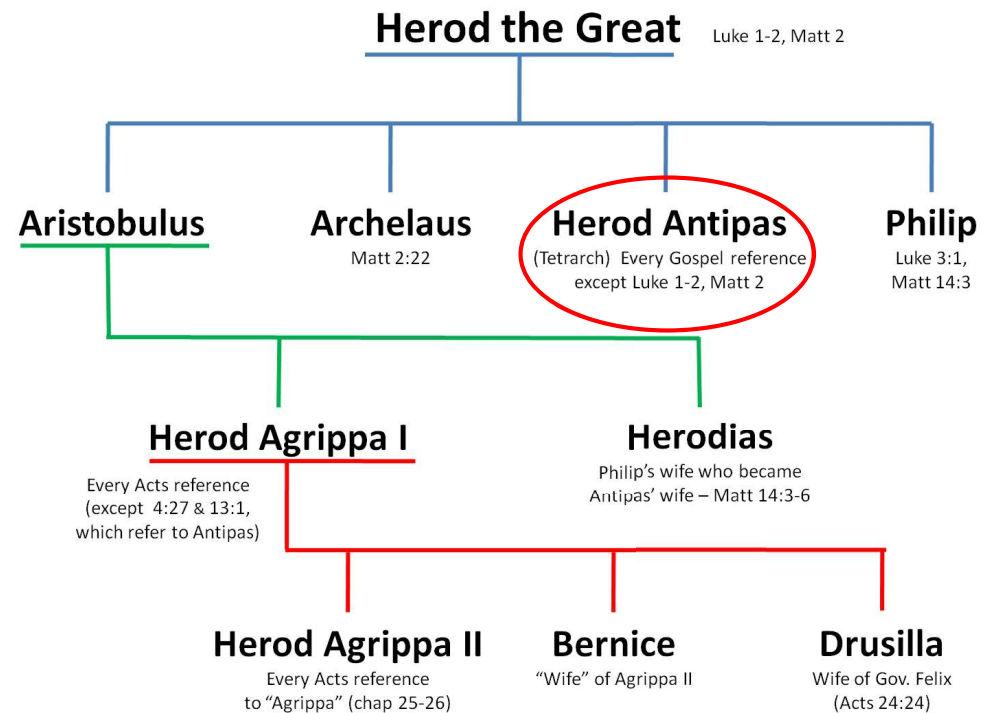 Herod the Great
Luke 1-2, Matt 2
Aristobulus
Archelaus
Matt 2:22
Herod Antipas
(Tetrarch) Every Gospel reference
except Luke 1-2, Matt 2
Philip
Luke 3:1,
Matt 14:3
Herod Agrippa I
Every Acts reference
(except 4:27 & 13:1,
which refer to Antipas)
Herodias
Philip's wife who became
Antipas' wife – Matt 14:3-6
Herod Agrippa II
Every Acts reference
to "Agrippa" (chap 25-26)
Bernice
"Wife" of Agrippa II
Drusilla
Wife of Gov. Felix
(Acts 24:24)